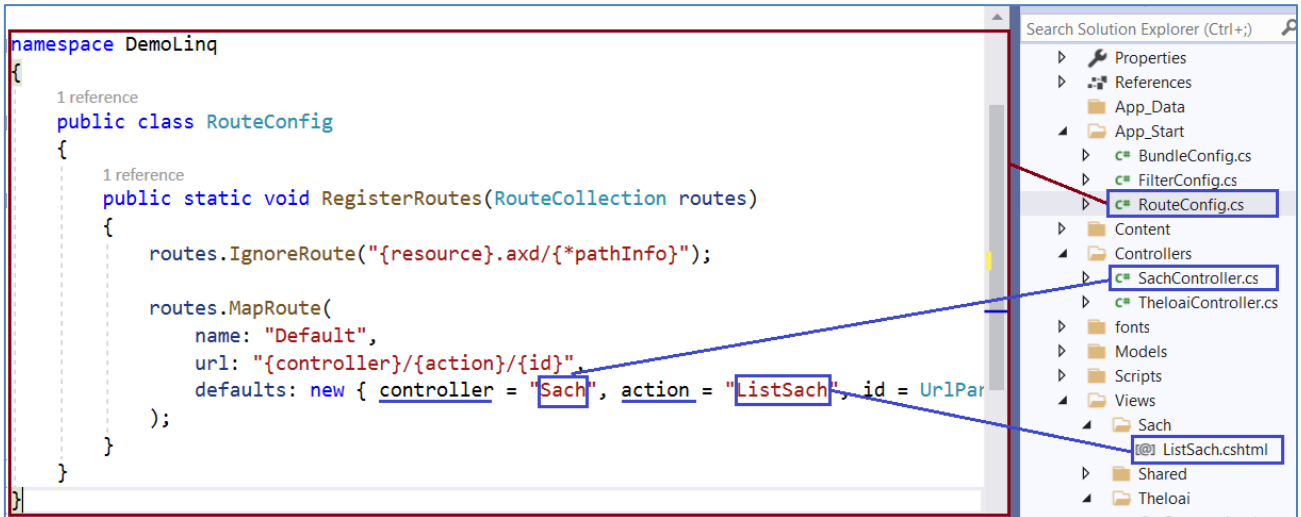 namespace DemoLinq
{
1 reference
public class RouteConfig
{
1 reference
public static void RegisterRoutes(RouteCollection routes)
{
routes.IgnoreRoute("{resource}.axd/{*pathInfo}");
routes.MapRoute(
name: "Default",
url: "{controller}/{action}/{id}",
defaults: new { controller = "Sach", action = "ListSach", id = UrlPar
);
}
}
}
Search Solution Explorer (Ctrl+;)
Properties
References
App_Data
App_Start
C# BundleConfig.cs
C# FilterConfig.cs
C# RouteConfig.cs
Content
Controllers
C# SachController.cs
C# TheloaiController.cs
fonts
Models
Scripts
Views
Sach
[@] ListSach.cshtml
Shared
Theloai